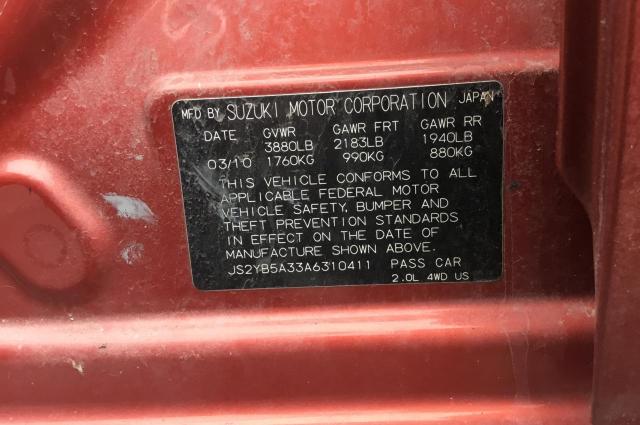 MFD BY SUZUKI MOTOR CORPORATION JAPAN
DATE GVWR GAWR FRT GAWR RR
3880LB 2183LB 1940LB
03/10 1760KG 990KG 880KG
THIS VEHICLE CONFORMS TO ALL
APPLICABLE FEDERAL MOTOR
VEHICLE SAFETY, BUMPER AND
THEFT PREVENTION STANDARDS
IN EFFECT ON THE DATE OF
MANUFACTURE SHOWN ABOVE.
JS2YB5A33A6310411 PASS CAR
2.0L 4WD US